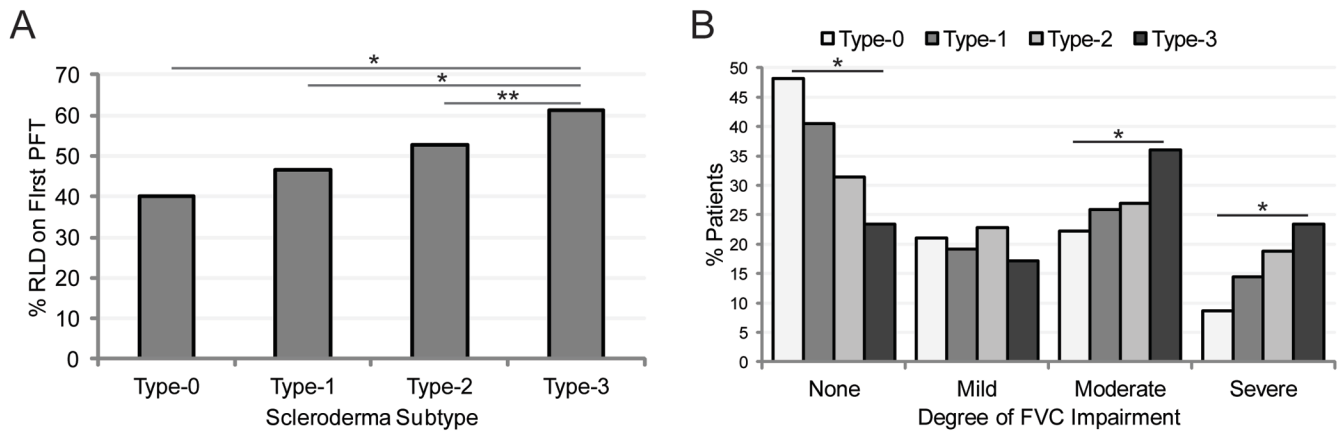 A
% RLD on FIrst PFT
70
60
50
40
30
20
10
0
*
*
**
Type-0 Type-1 Type-2 Type-3
Scleroderma Subtype
B
Type-0 Type-1 Type-2 Type-3
% Patients
50
45
40
35
30
25
20
15
10
5
0
*
*
*
None Mild Moderate Severe
Degree of FVC Impairment